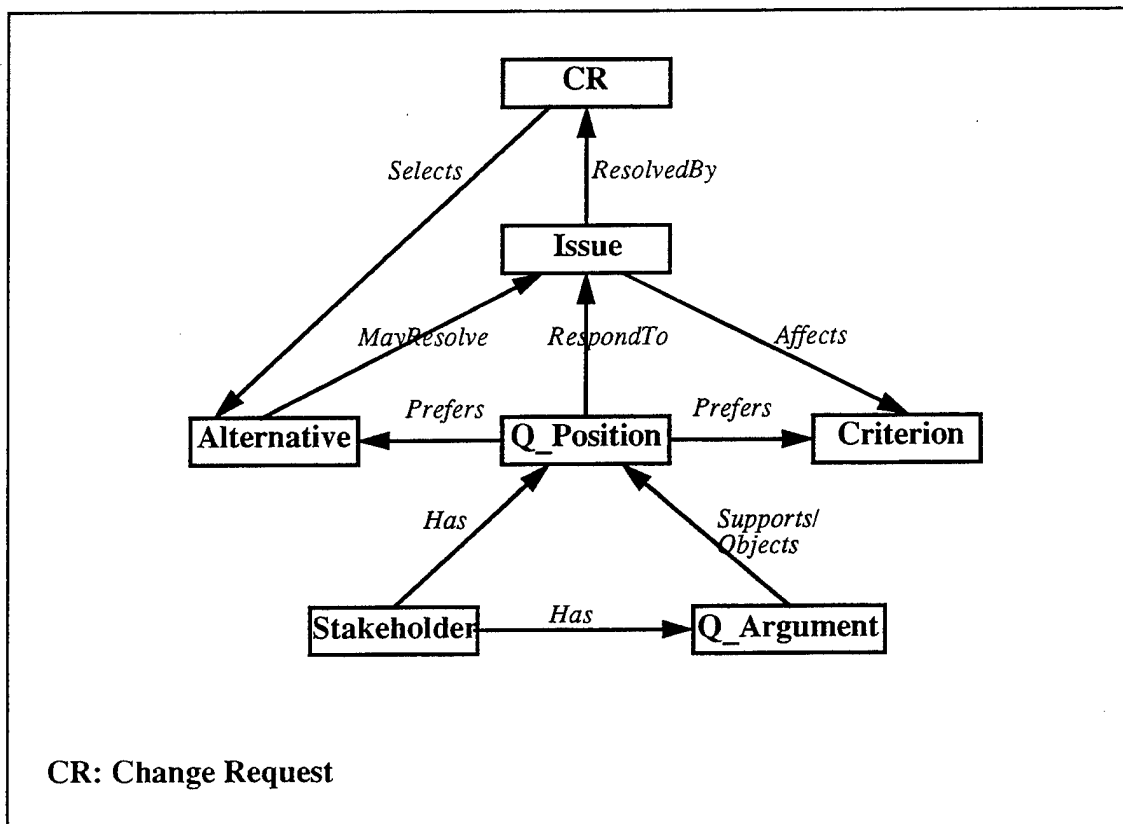 CR
Selects
ResolvedBy
Issue
MayResolve
RespondTo
Affects
Prefers
Prefers
Alternative
Q_Position
Criterion
Has
Supports/
Objects
Has
Stakeholder
Q_Argument
CR: Change Request